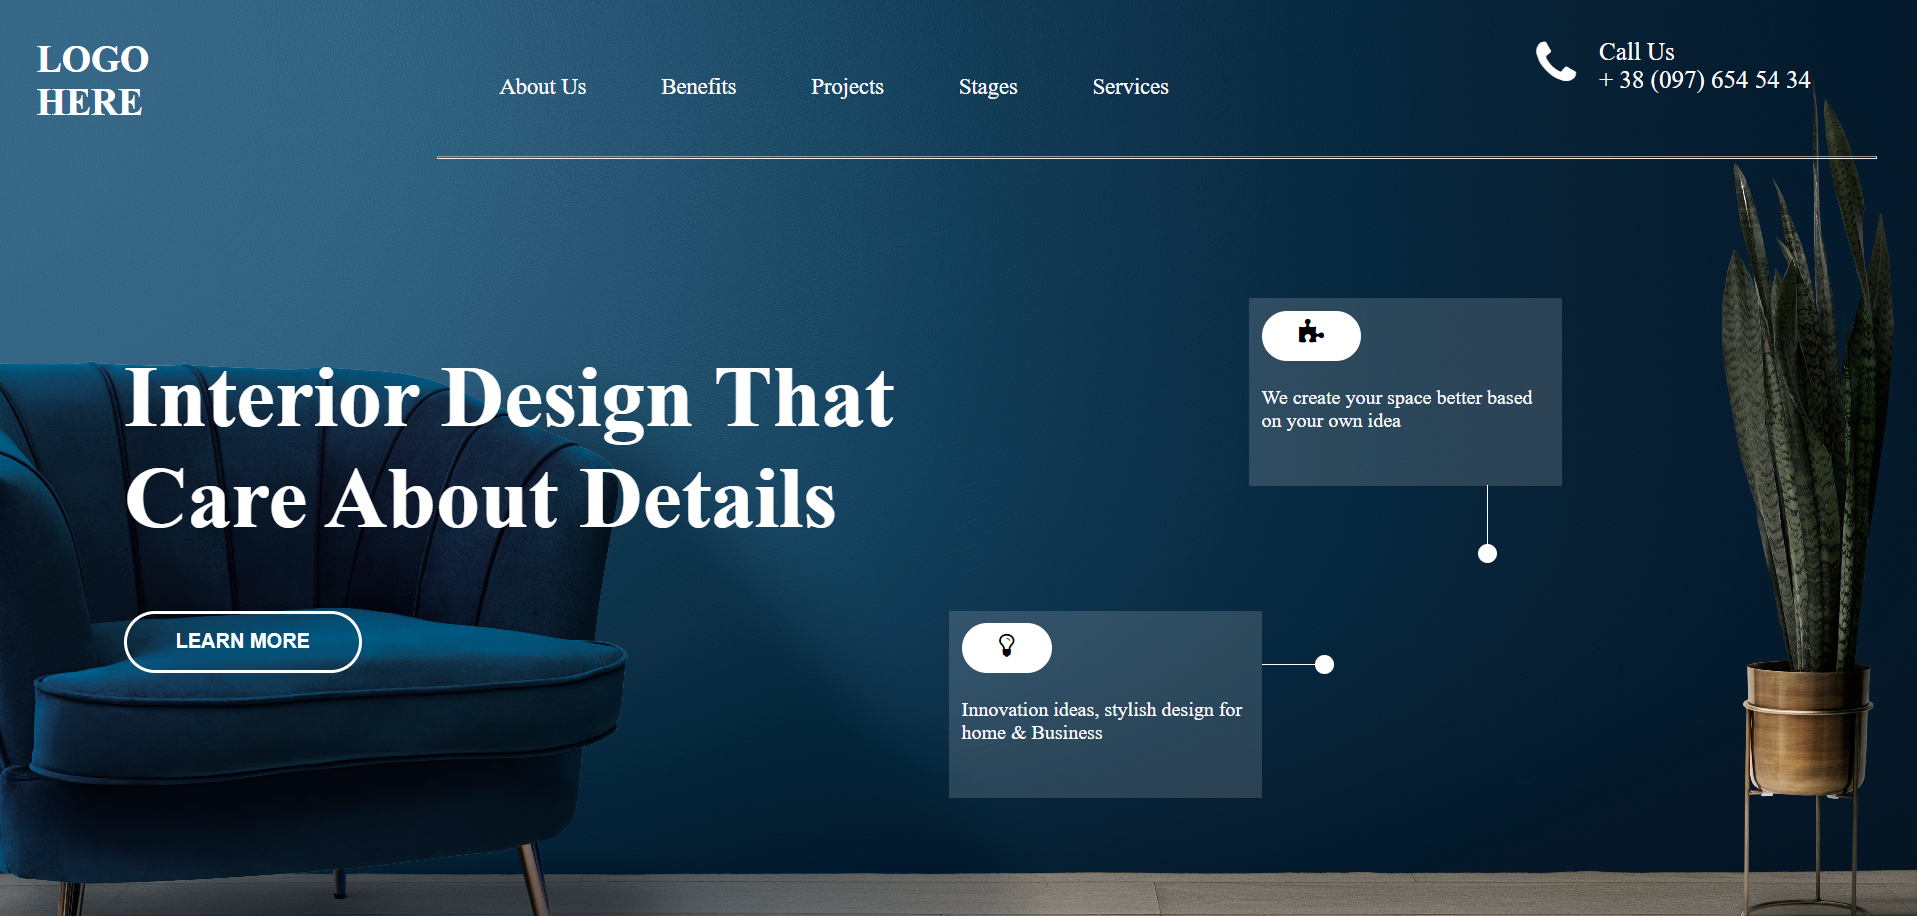 LOGO
HERE
About Us
Benefits
Projects
Stages
Services
Call Us
+ 38 (097) 654 54 34
Interior Design That
Care About Details
LEARN MORE
We create your space better based
on your own idea
Innovation ideas, stylish design for
home & Business